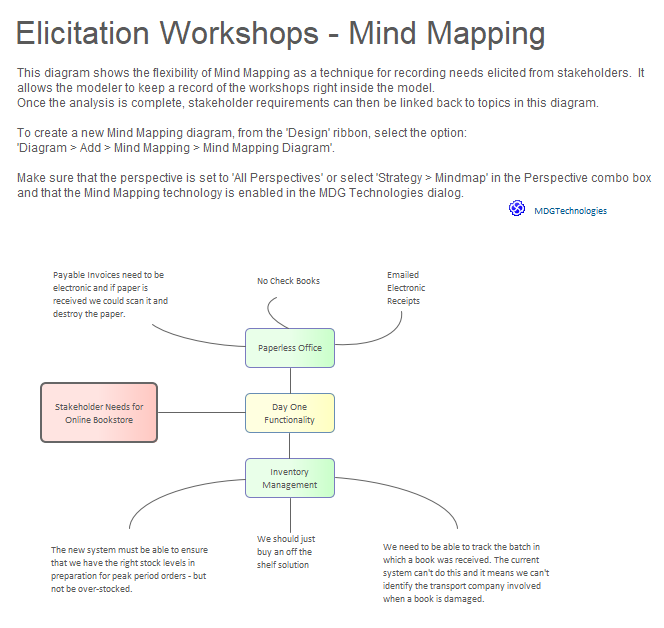 Elicitation Workshops - Mind Mapping
This diagram shows the flexibility of Mind Mapping as a technique for recording needs elicited from stakeholders.  It
allows the modeler to keep a record of the workshops right inside the model.
Once the analysis is complete, stakeholder requirements can then be linked back to topics in this diagram.
To create a new Mind Mapping diagram, from the 'Design' ribbon, select the option:
'Diagram > Add > Mind Mapping > Mind Mapping Diagram'.
Make sure that the perspective is set to 'All Perspectives' or select 'Strategy > Mindmap' in the Perspective combo box
and that the Mind Mapping technology is enabled in the MDG Technologies dialog.
MDGTechnologies
Payable Invoices need to be
electronic and if paper is
received we could scan it and
destroy the paper.
No Check Books
Emailed
Electronic
Receipts
Paperless Office
Stakeholder Needs for
Online Bookstore
Day One
Functionality
Inventory
Management
The new system must be able to ensure
that we have the right stock levels in
preparation for peak period orders - but
not be over-stocked.
We should just
buy an off the
shelf solution
We need to be able to track the batch in
which a book was received. The current
system can't do this and it means we can't
identify the transport company involved
when a book is damaged.